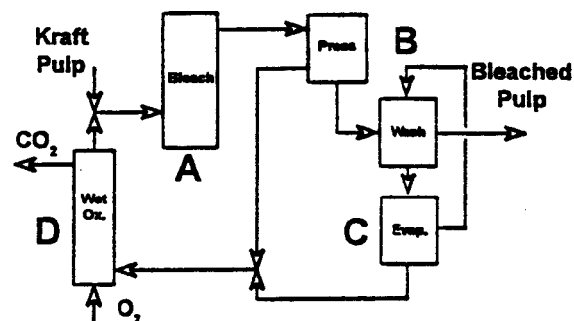 Kraft
Pulp
Bleach
Press
B
Bleached
Pulp
Wash
CO₂
A
Wet
Ox.
D
C
Evap.
O₂